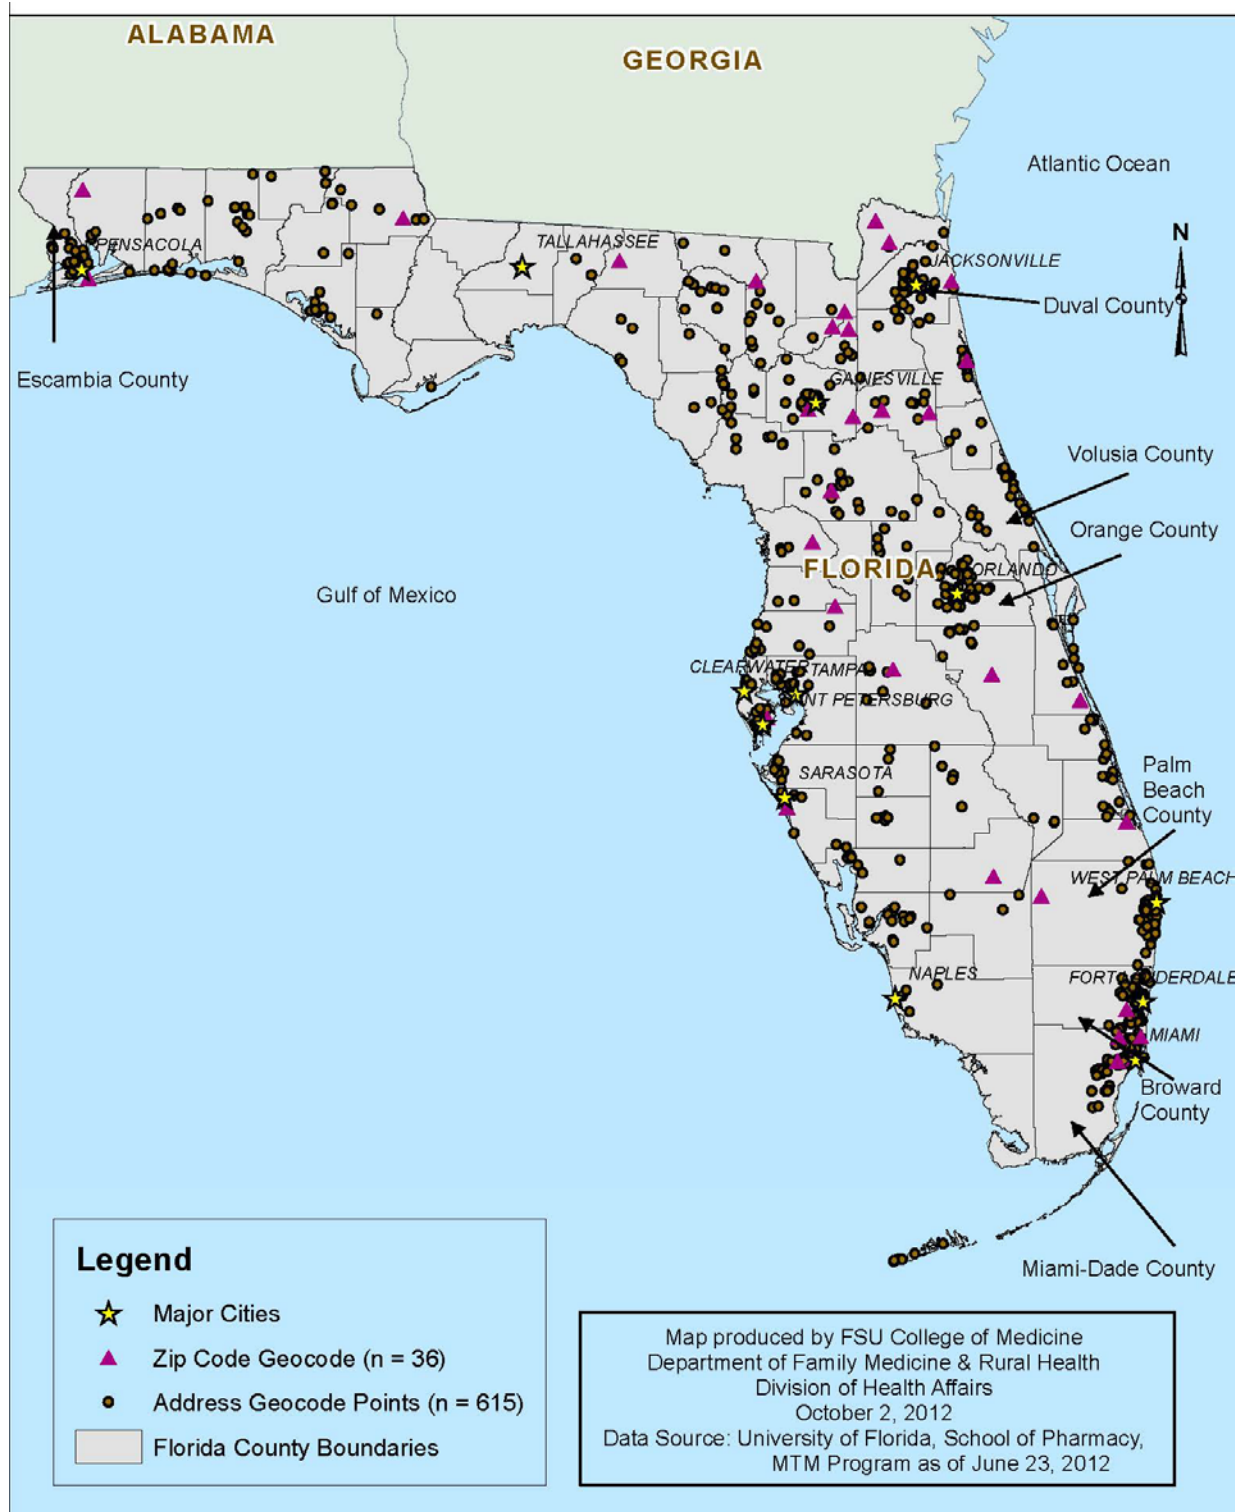 ALABAMA
GEORGIA
Atlantic Ocean
N
PENSACOLA
TALLAHASSEE
JACKSONVILLE
Duval County
Escambia County
GAINESVILLE
Volusia County
Orange County
FLORIDA
ORLANDO
Gulf of Mexico
CLEARWATER
TAMPA
INT PETERSBURG
SARASOTA
Palm
Beach
County
WEST PALM BEACH
NAPLES
MIAMI
Broward
County
Miami-Dade County
Legend
Major Cities
Zip Code Geocode (n = 36)
Address Geocode Points (n = 615)
Florida County Boundaries
Map produced by FSU College of Medicine
Department of Family Medicine & Rural Health
Division of Health Affairs
October 2, 2012
Data Source: University of Florida, School of Pharmacy,
MTM Program as of June 23, 2012